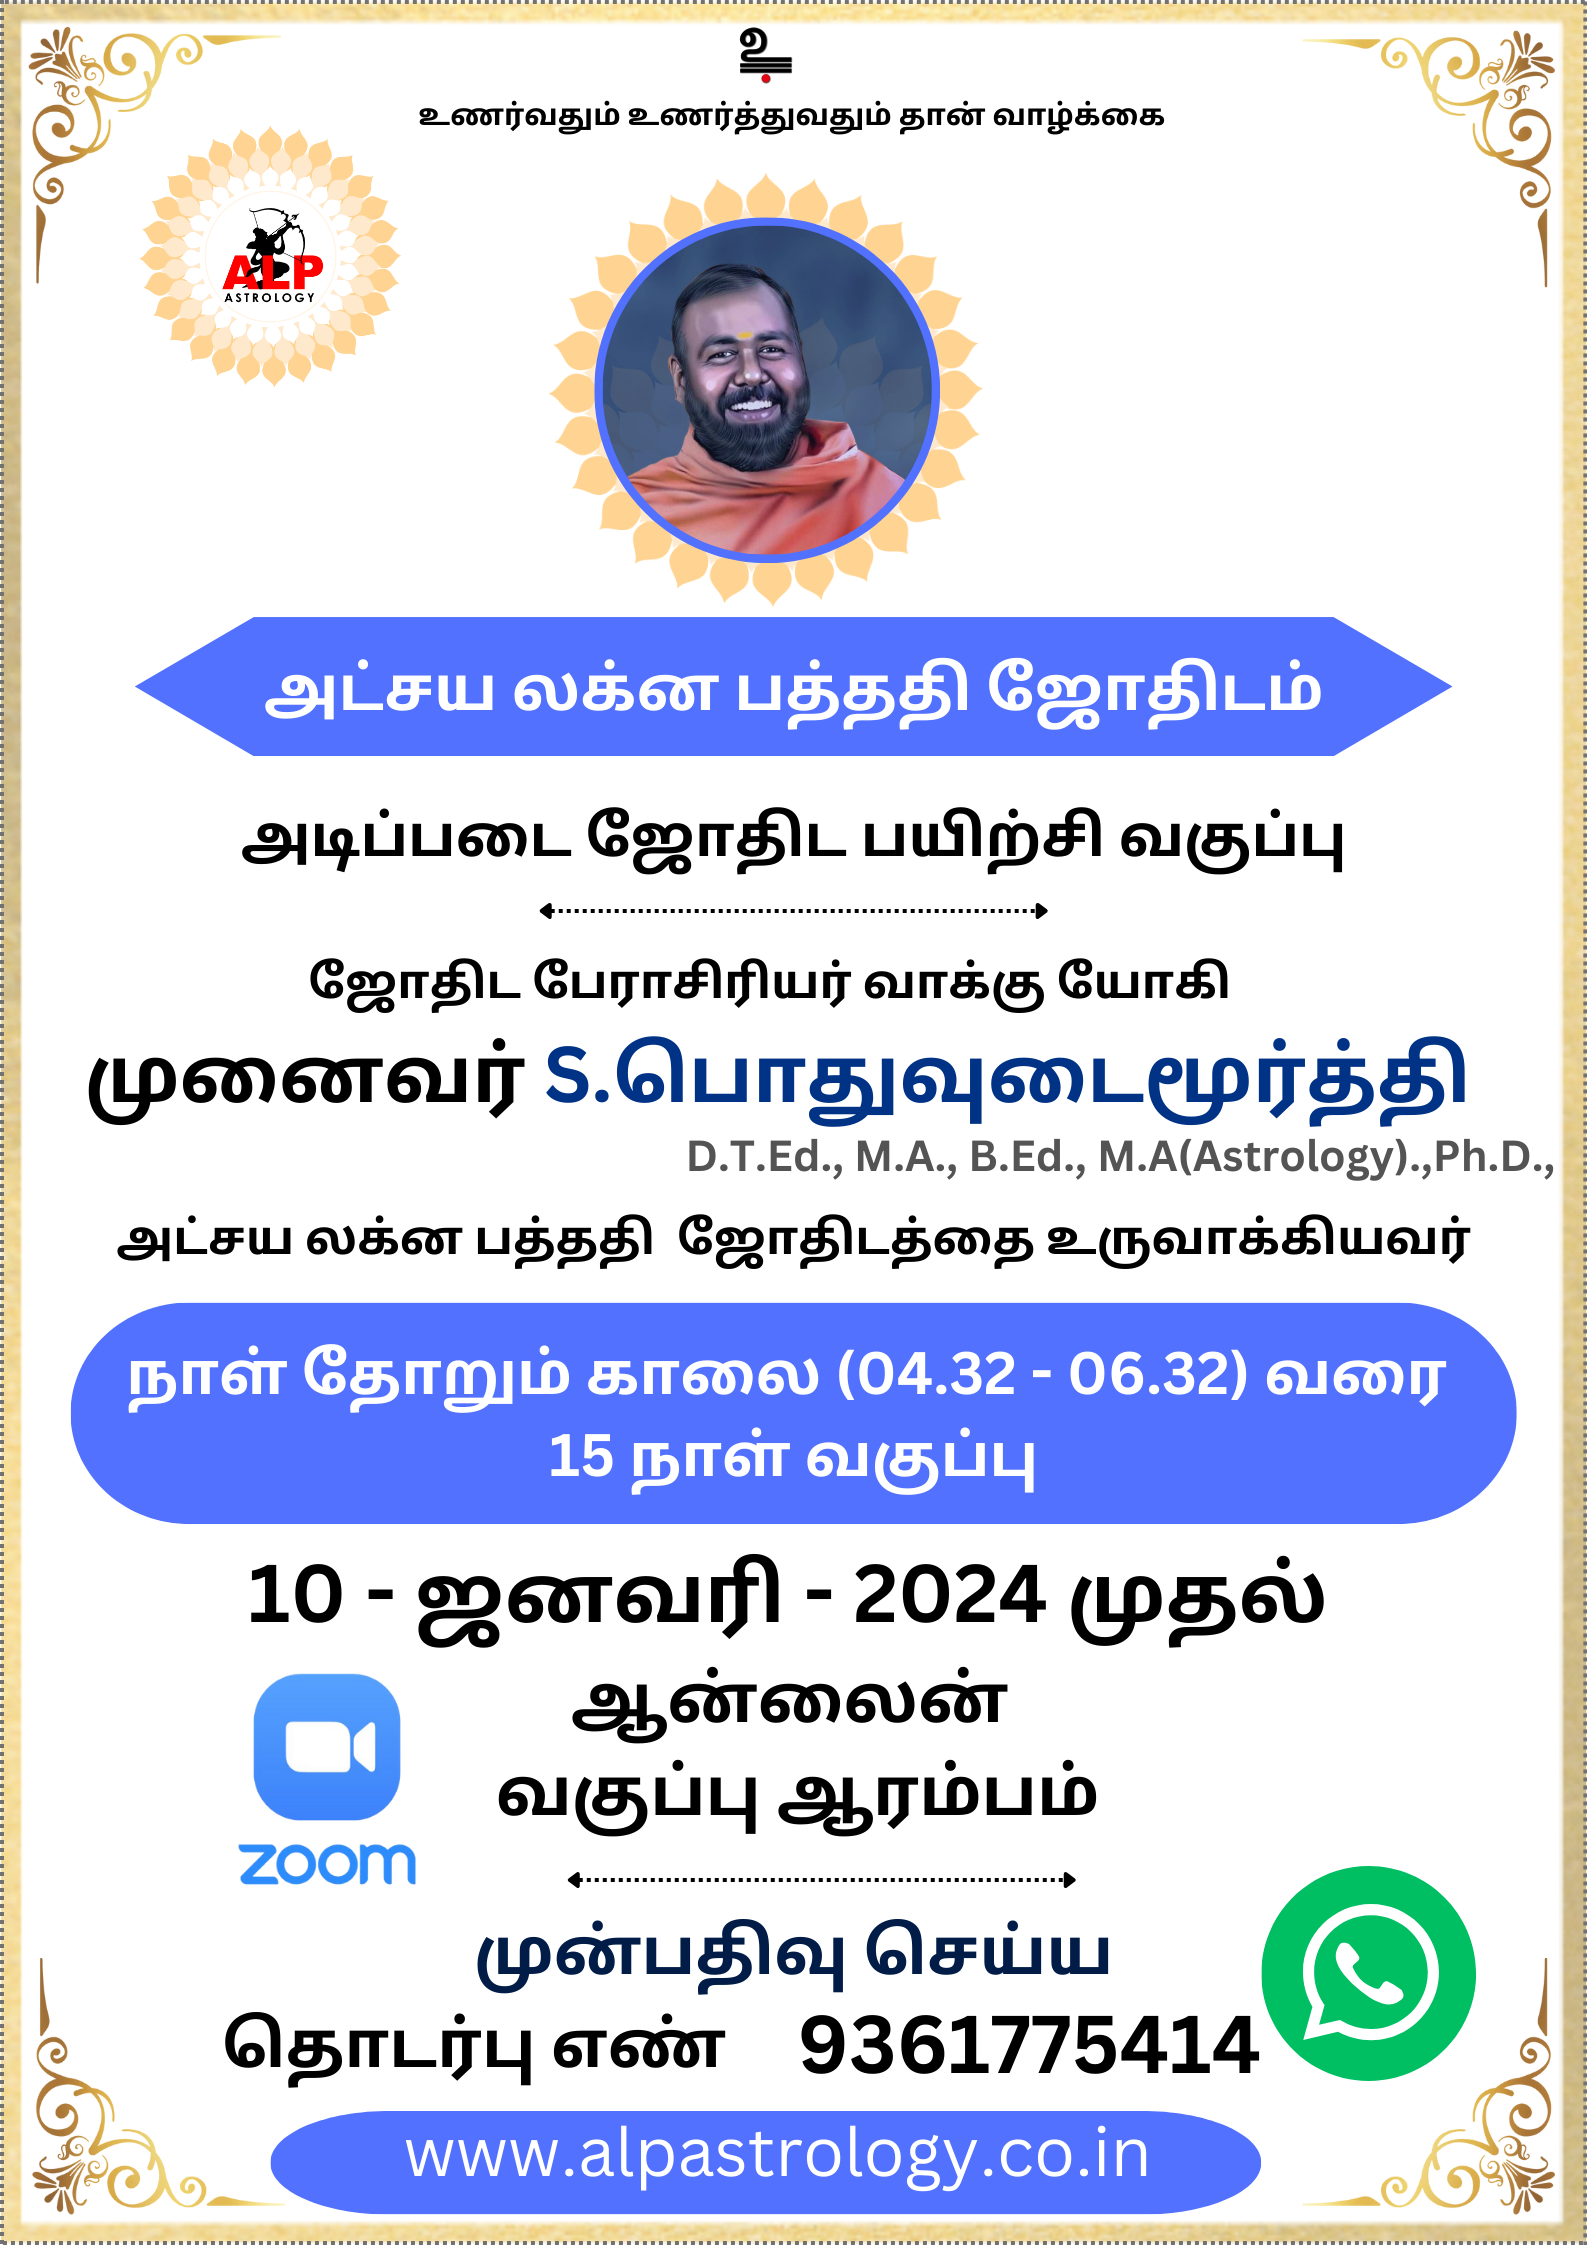 உ
உணர்வதும் உணர்த்துவதும் தான் வாழ்க்கை
ALP
ASTROLOGY
அட்சய லக்ன பத்ததி ஜோதிடம்
அடிப்படை ஜோதிட பயிற்சி வகுப்பு
ஜோதிட பேராசிரியர் வாக்கு யோகி
முனைவர் S.பொதுவுடைமூர்த்தி
D.T.Ed., M.A., B.Ed., M.A(Astrology).,Ph.D.,
அட்சய லக்ன பத்ததி ஜோதிடத்தை உருவாக்கியவர்
நாள் தோறும் காலை (04.32 - 06.32) வரை
15 நாள் வகுப்பு
10 - ஜனவரி - 2024 முதல்
ஆன்லைன்
வகுப்பு ஆரம்பம்
zoom
முன்பதிவு செய்ய
தொடர்பு எண் 9361775414
www.alpastrology.co.in